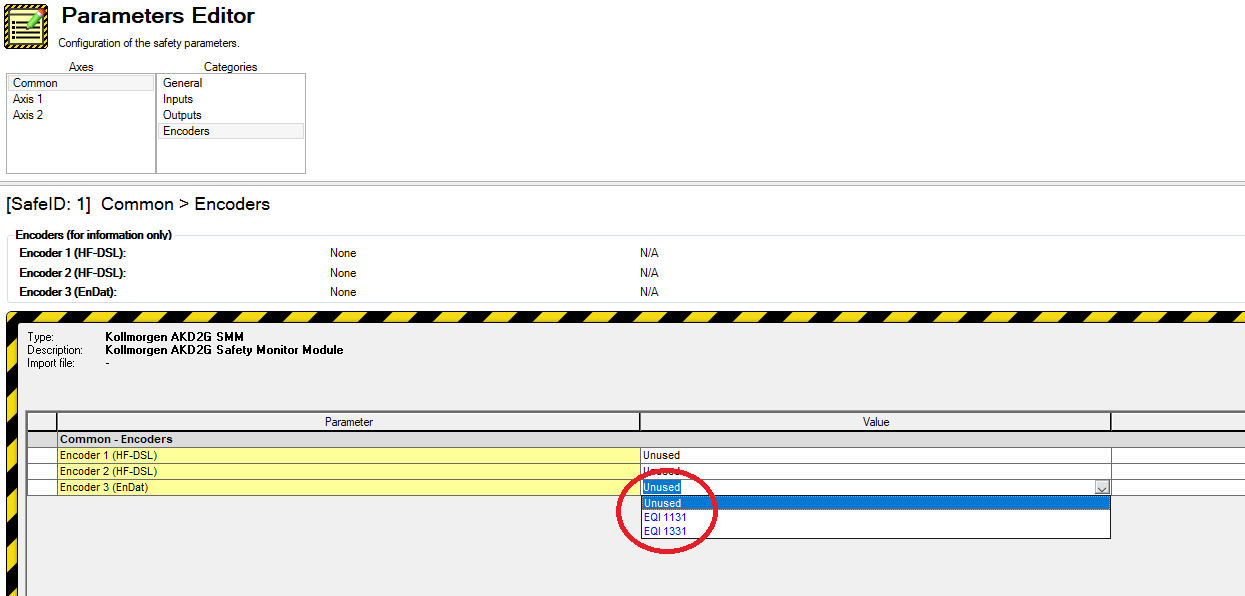 Parameters Editor
Configuration of the safety parameters.
Axes Categories
Common General
Axis 1 Inputs
Axis 2 Outputs
Encoders
[SafeID: 1] Common > Encoders
Encoders (for information only)
Encoder 1 (HF-DSL): None N/A
Encoder 2 (HF-DSL): None N/A
Encoder 3 (EnDat): None N/A
Type: Kollmorgen AKD2G SMM
Description: Kollmorgen AKD2G Safety Monitor Module
Import file: -
Parameter Value
Common - Encoders
Encoder 1 (HF-DSL) Unused
Encoder 2 (HF-DSL) Unused
Encoder 3 (EnDat) Unused
Unused
EQI 1131
EQI 1331